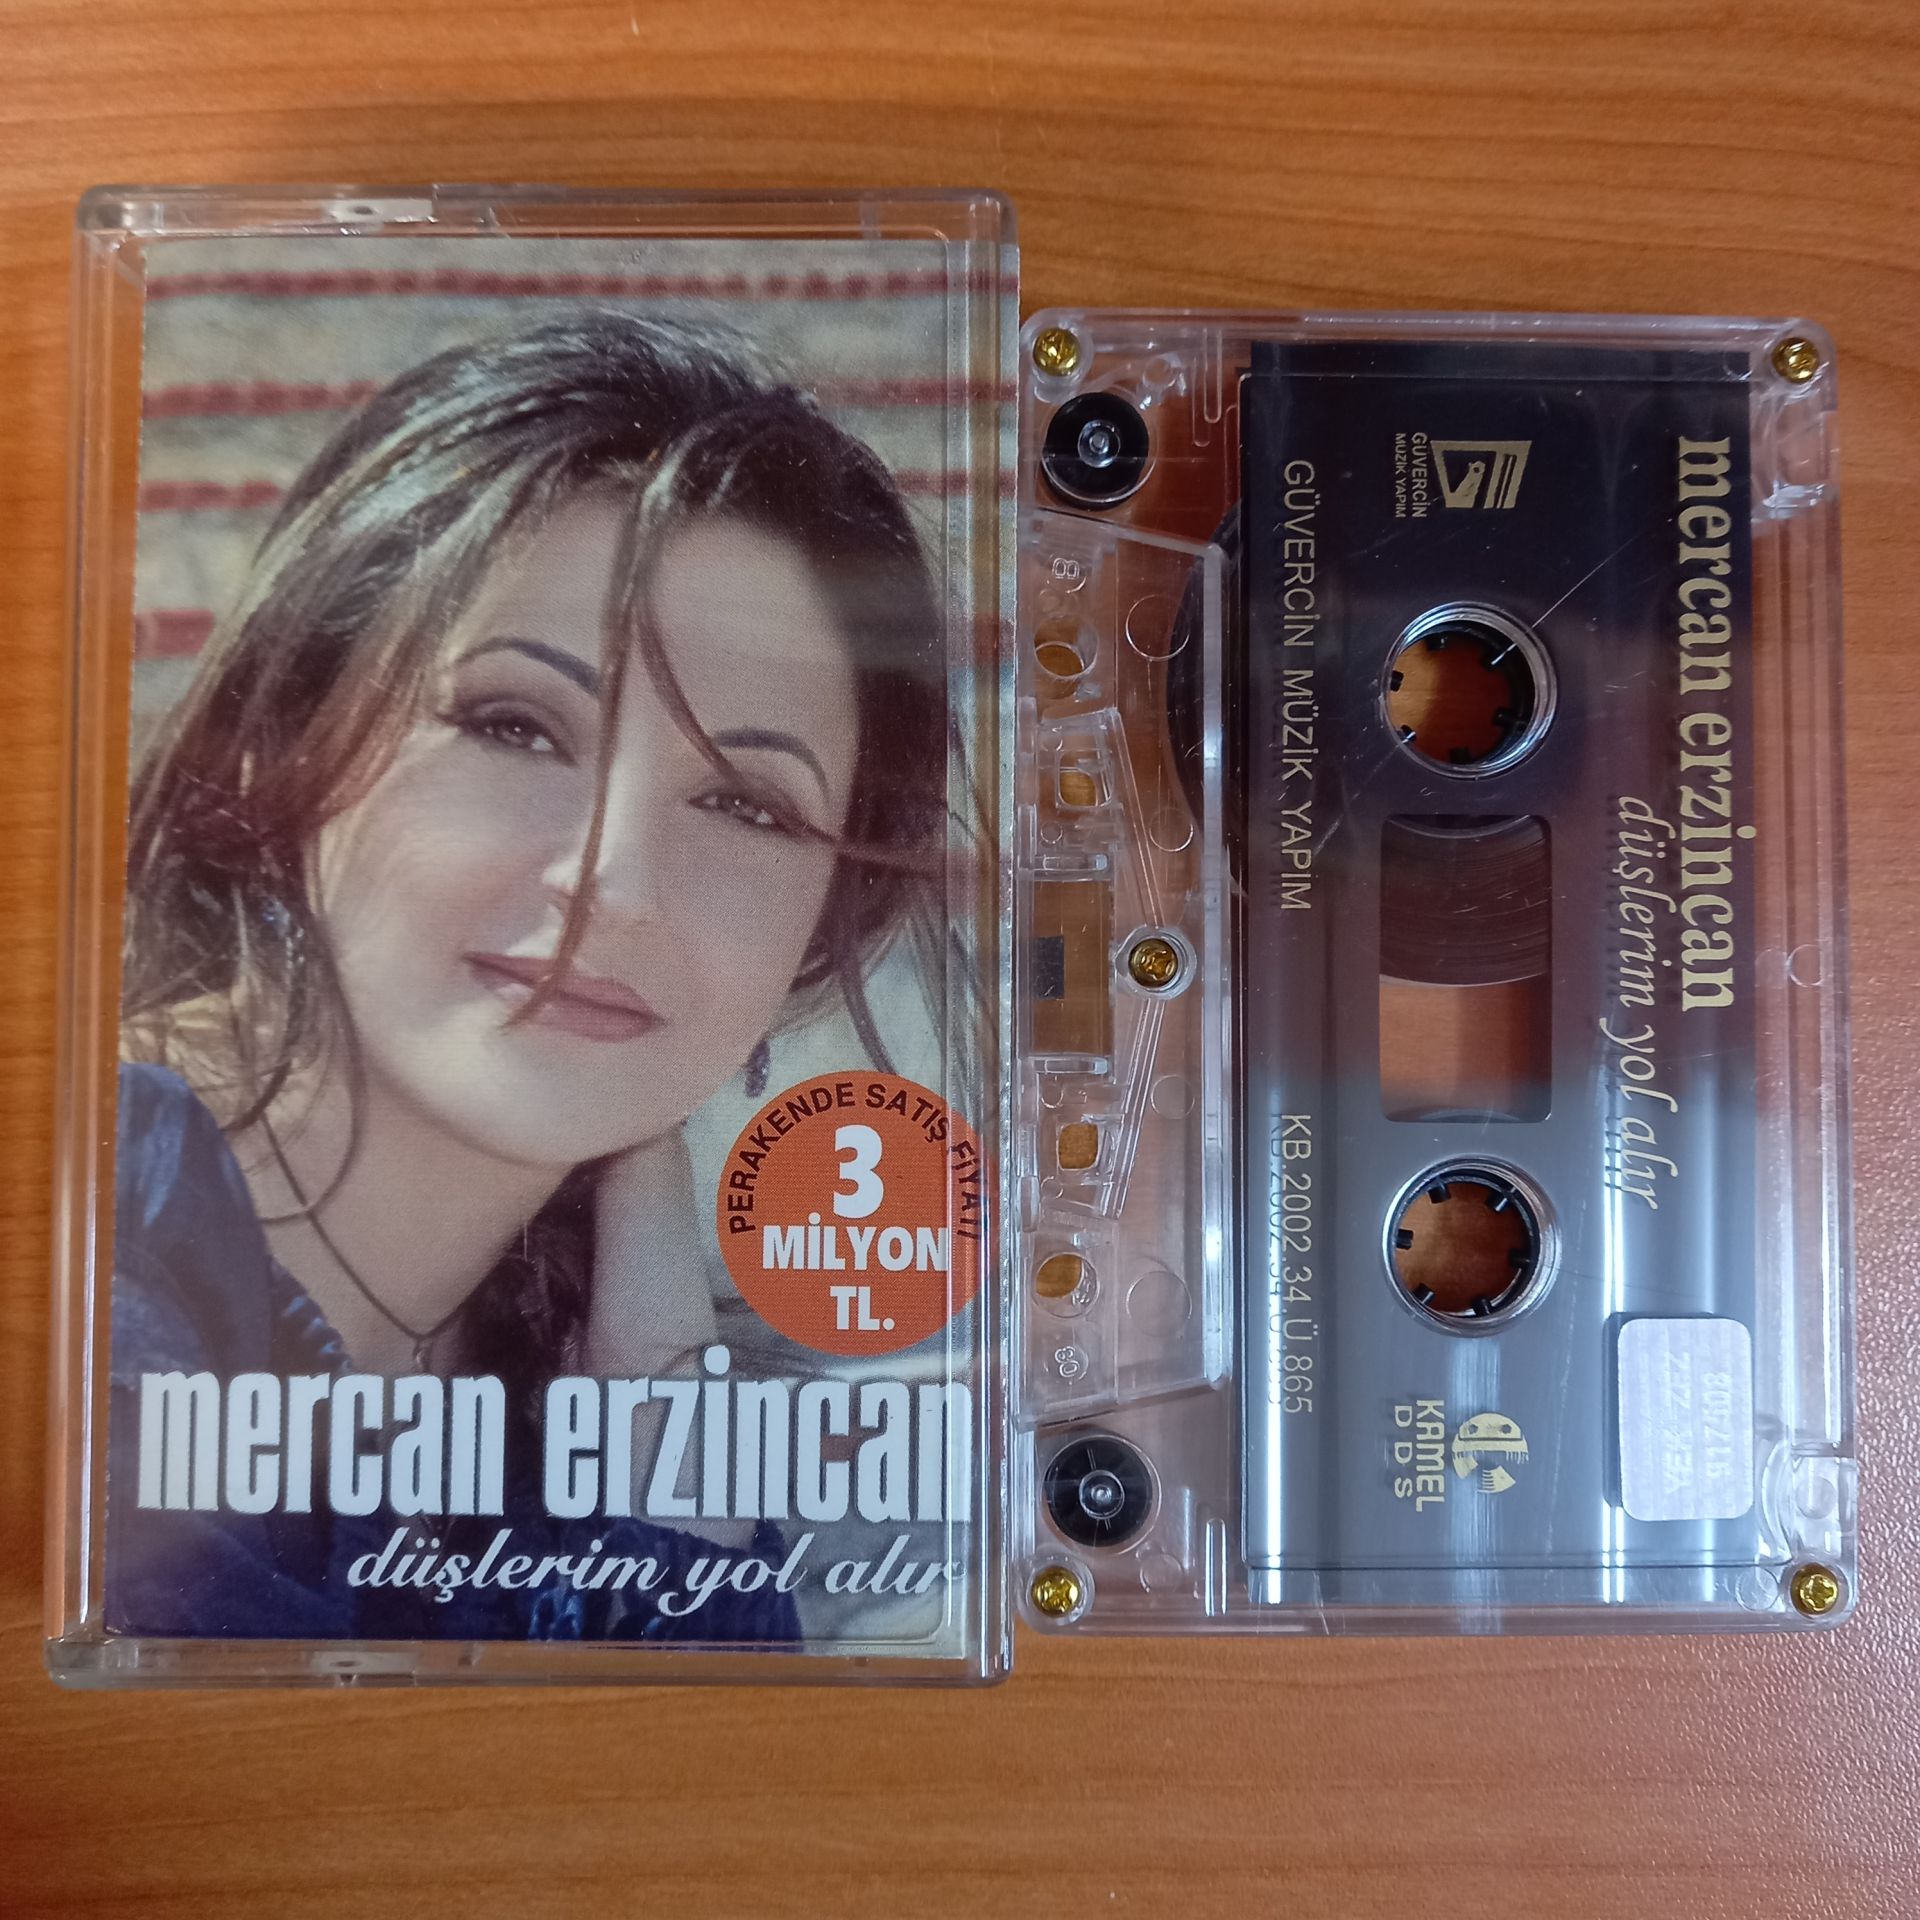 PERAKENDE SATIŞ FİYATI
3
MİLYON
TL.
mercan erzincan
düşlerim yol alır
mercan erzincan
düşlerim yol alır
GÜVERCİN
MÜZİK YAPIM
GÜVERCİN MÜZİK YAPIM
KB.2002.34.Ü.865
KAMEL
D D S